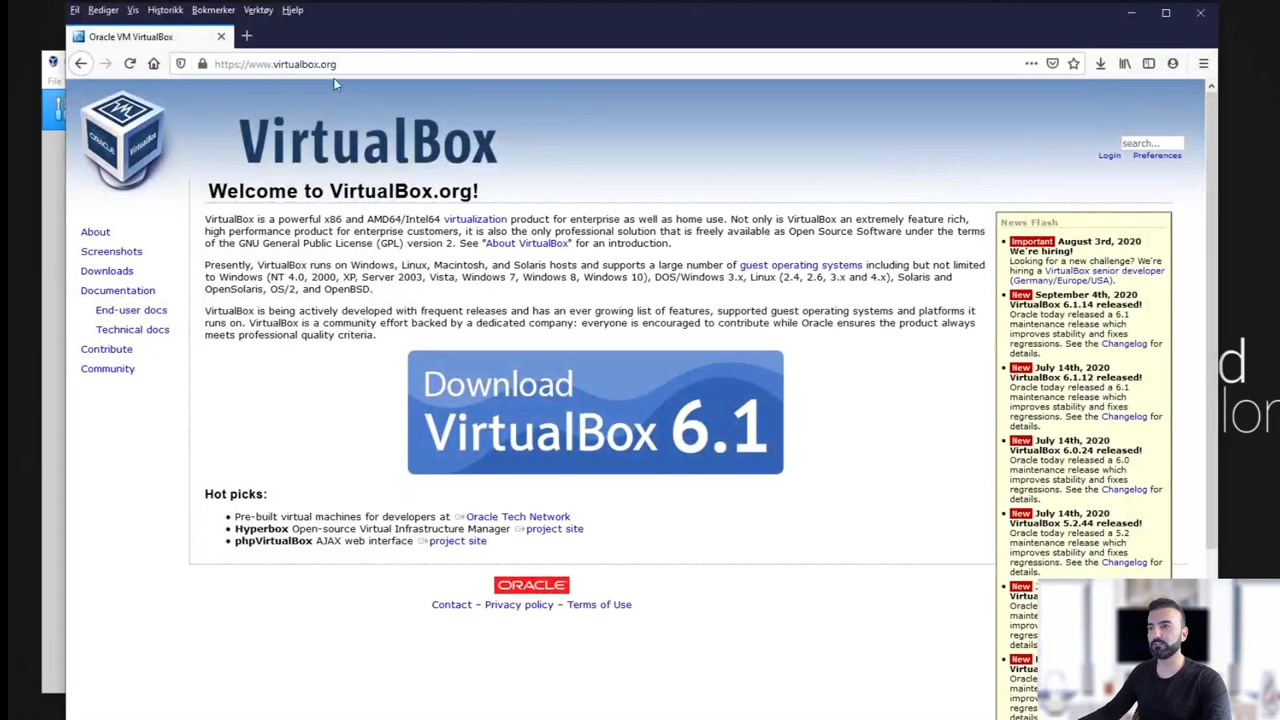 Fil Rediger Vis Historikk Bokmerker Verktøy Hjelp
Oracle VM VirtualBox
https://www.virtualbox.org
File
ORACLE
VM
VirtualBox
VirtualBox
search...
Login Preferences
Welcome to VirtualBox.org!
VirtualBox is a powerful x86 and AMD64/Intel64 virtualization product for enterprise as well as home use. Not only is VirtualBox an extremely feature rich,
high performance product for enterprise customers, it is also the only professional solution that is freely available as Open Source Software under the terms
of the GNU General Public License (GPL) version 2. See "About VirtualBox" for an introduction.
Presently, VirtualBox runs on Windows, Linux, Macintosh, and Solaris hosts and supports a large number of guest operating systems including but not limited
to Windows (NT 4.0, 2000, XP, Server 2003, Vista, Windows 7, Windows 8, Windows 10), DOS/Windows 3.x, Linux (2.4, 2.6, 3.x and 4.x), Solaris and
OpenSolaris, OS/2, and OpenBSD.
VirtualBox is being actively developed with frequent releases and has an ever growing list of features, supported guest operating systems and platforms it
runs on. VirtualBox is a community effort backed by a dedicated company: everyone is encouraged to contribute while Oracle ensures the product always
meets professional quality criteria.
About
Screenshots
Downloads
Documentation
End-user docs
Technical docs
Contribute
Community
Download
VirtualBox 6.1
Hot picks:
• Pre-built virtual machines for developers at Oracle Tech Network
• Hyperbox Open-source Virtual Infrastructure Manager project site
• phpVirtualBox AJAX web interface project site
ORACLE
Contact – Privacy policy – Terms of Use
News Flash
• Important August 3rd, 2020
We're hiring!
Looking for a new challenge? We're
hiring a VirtualBox senior developer
(Germany/Europe/USA).
• New September 4th, 2020
VirtualBox 6.1.14 released!
Oracle today released a 6.1
maintenance release which
improves stability and fixes
regressions. See the Changelog for
details.
• New July 14th, 2020
VirtualBox 6.1.12 released!
Oracle today released a 6.1
maintenance release which
improves stability and fixes
regressions. See the Changelog for
details.
• New July 14th, 2020
VirtualBox 6.0.24 released!
Oracle today released a 6.0
maintenance release which
improves stability and fixes
regressions. See the Changelog for
details.
• New July 14th, 2020
VirtualBox 5.2.44 released!
Oracle today released a 5.2
maintenance release which
improves stability and fixes
regressions. See the Changelog for
details.
• New
Virtua
Oracle
maint
impro
regres
details
• New
Virtua
Oracle
d
lor